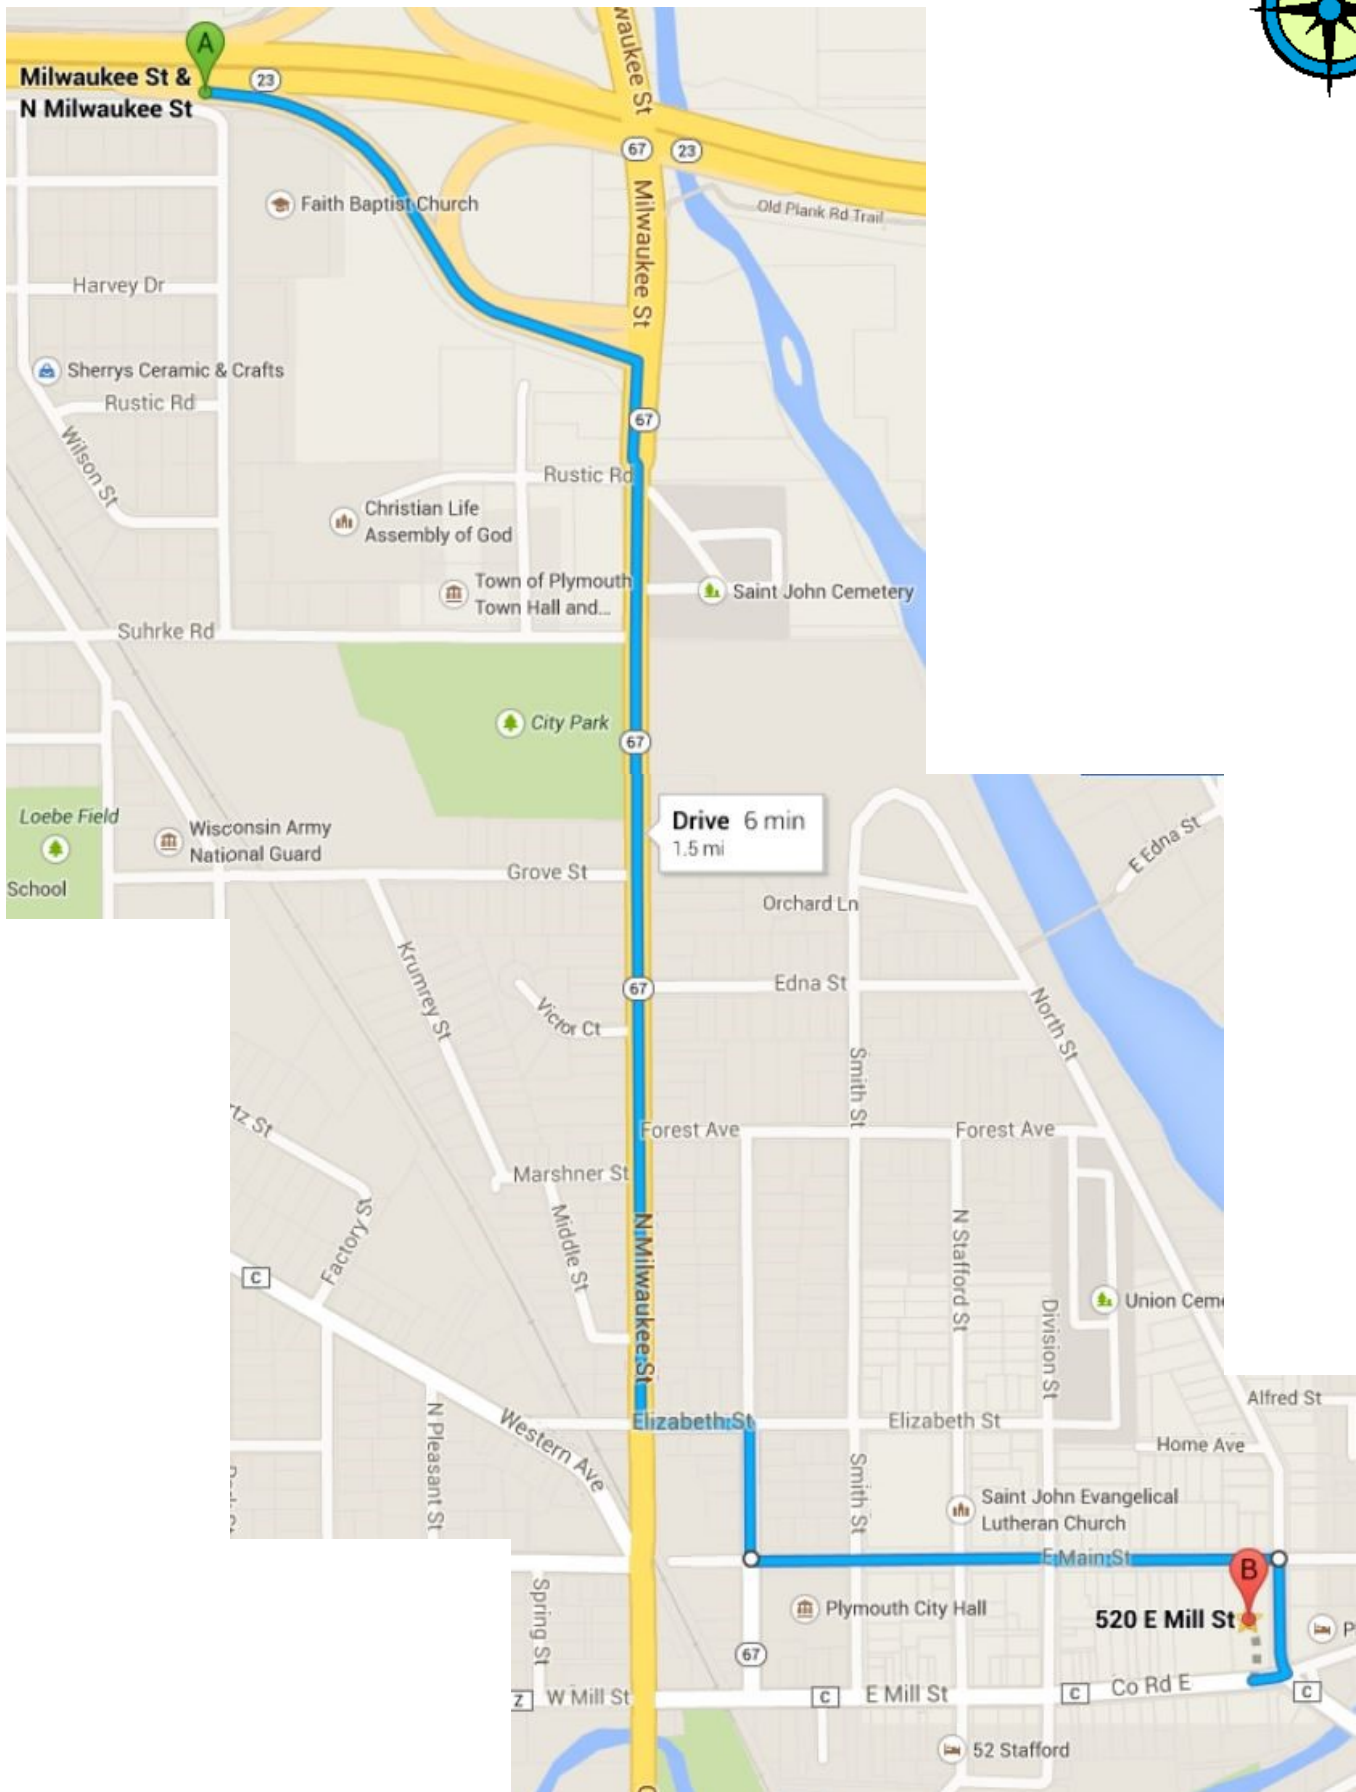 A
Milwaukee St &
N Milwaukee St
23
Milwaukee St
67
23
Old Plank Rd Trail
Faith Baptist Church
Milwaukee St
Harvey Dr
Sherrys Ceramic & Crafts
Rustic Rd
67
Wilson St
Rustic Rd
Christian Life
Assembly of God
Town of Plymouth
Town Hall and...
Saint John Cemetery
Suhrke Rd
City Park
67
Loebe Field
School
Wisconsin Army
National Guard
Drive 6 min
1.5 mi
E Edna St
Grove St
Orchard Ln
Krumrey St
Edna St
67
Victor Ct
North St
Smith St
Forest Ave
Forest Ave
Marshner St
Factory St
Middle St
N Milwaukee St
N Stafford St
C
Union Ceme
Division St
Alfred St
N Pleasant St
Western Ave
Elizabeth St
Elizabeth St
Home Ave
Smith St
Saint John Evangelical
Lutheran Church
E Main St
B
Spring St
Plymouth City Hall
520 E Mill St
P
67
Z
W Mill St
C
E Mill St
C
Co Rd E
C
52 Stafford